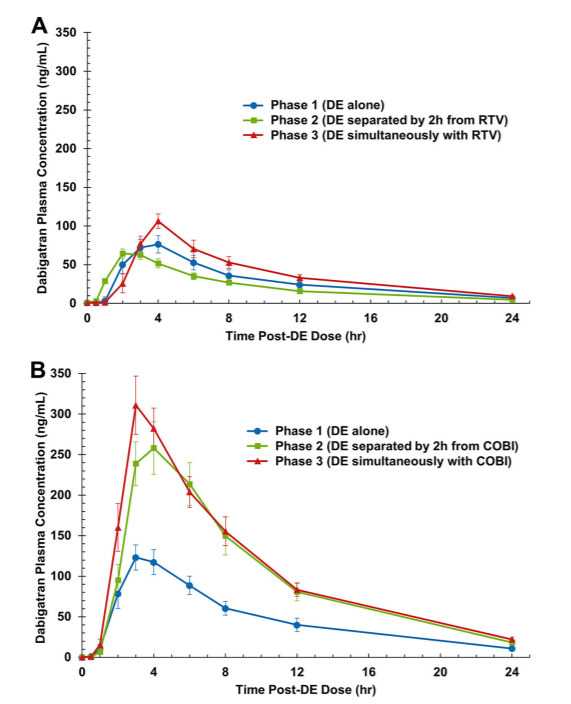 A
350
300
250
200
150
100
50
0
Dabigatran Plasma Concentration (ng/mL)
Phase 1 (DE alone)
Phase 2 (DE separated by 2h from RTV)
Phase 3 (DE simultaneously with RTV)
0 4 8 12 16 20 24
Time Post-DE Dose (hr)
B
350
300
250
200
150
100
50
0
Dabigatran Plasma Concentration (ng/mL)
Phase 1 (DE alone)
Phase 2 (DE separated by 2h from COBI)
Phase 3 (DE simultaneously with COBI)
0 4 8 12 16 20 24
Time Post-DE Dose (hr)